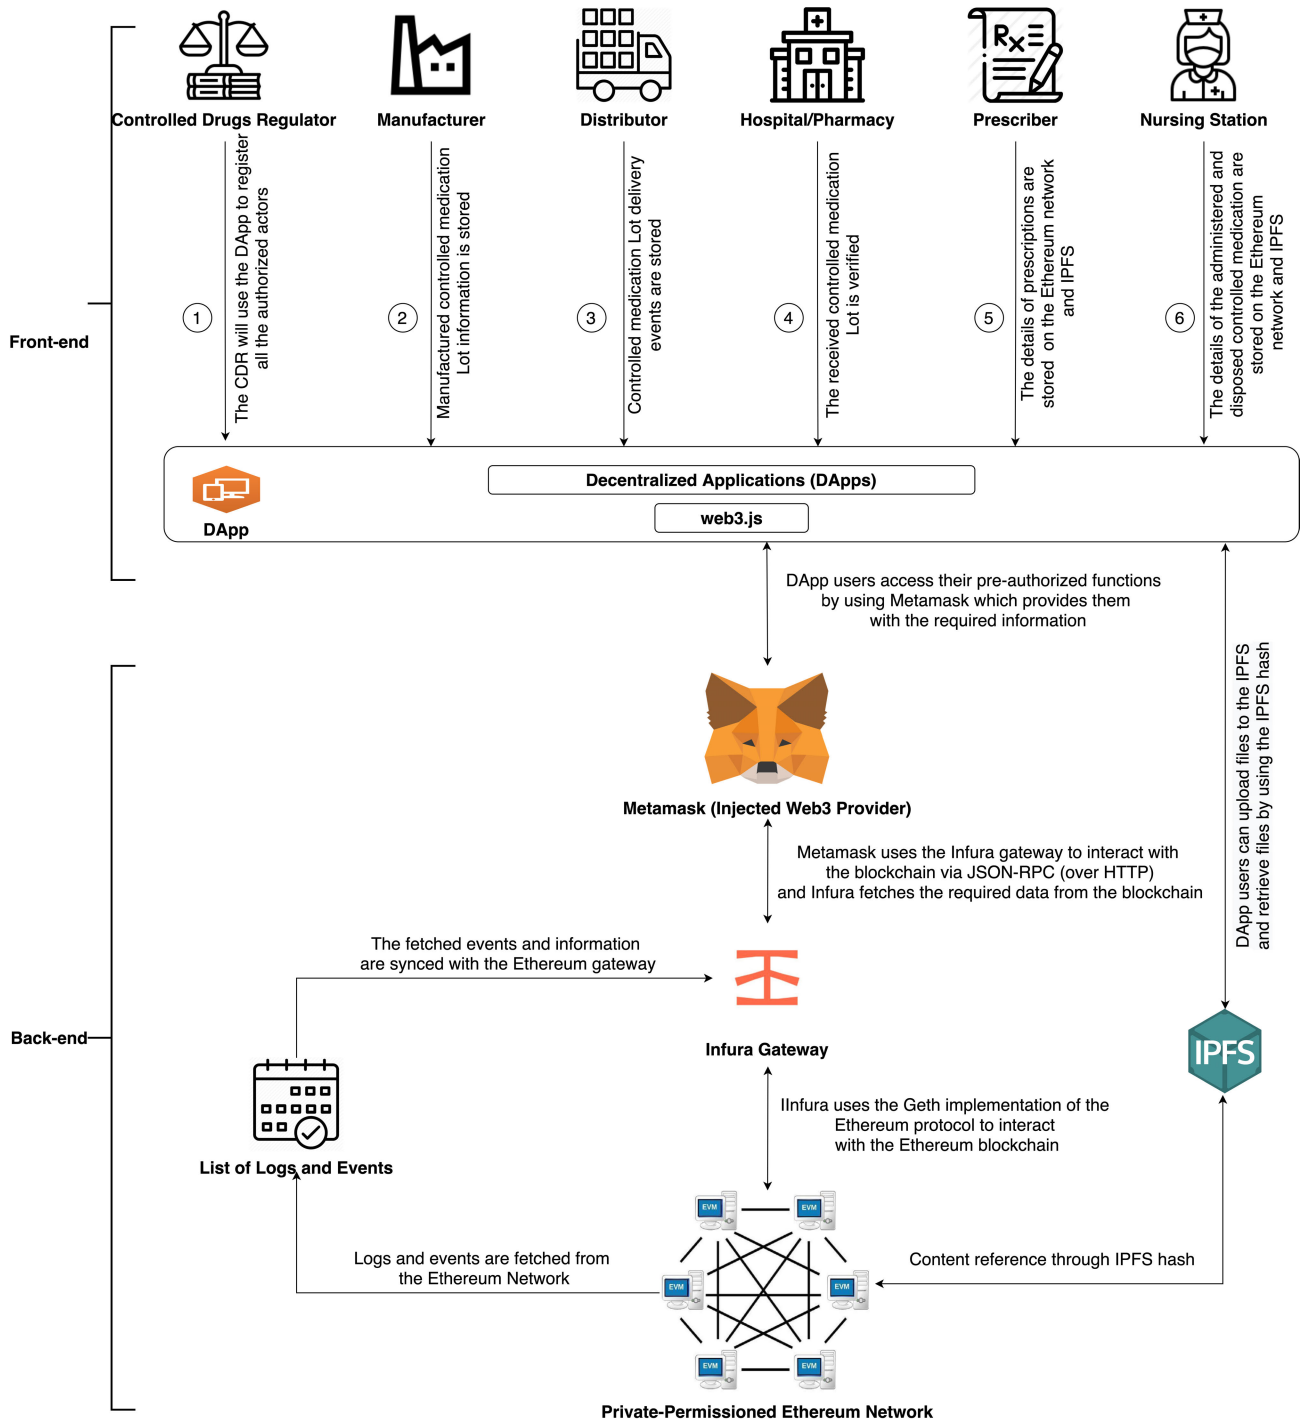 Controlled Drugs Regulator
Manufacturer
Distributor
Hospital/Pharmacy
Prescriber
Nursing Station
Rx
1
The CDR will use the DApp to register
all the authorized actors
2
Manufactured controlled medication
Lot information is stored
3
Controlled medication Lot delivery
events are stored
4
The received controlled medication
Lot is verified
5
The details of prescriptions are
stored on the Ethereum network
and IPFS
6
The details of the administered and
disposed controlled medication are
stored on the Ethereum
network and IPFS
Front-end
Decentralized Applications (DApps)
web3.js
DApp
DApp users access their pre-authorized functions
by using Metamask which provides them
with the required information
Metamask (Injected Web3 Provider)
DApp users can upload files to the IPFS
and retrieve files by using the IPFS hash
Metamask uses the Infura gateway to interact with
the blockchain via JSON-RPC (over HTTP)
and Infura fetches the required data from the blockchain
The fetched events and information
are synced with the Ethereum gateway
Back-end
Infura Gateway
IPFS
IInfura uses the Geth implementation of the
Ethereum protocol to interact
with the Ethereum blockchain
List of Logs and Events
Logs and events are fetched from
the Ethereum Network
Content reference through IPFS hash
EVM
EVM
EVM
EVM
EVM
EVM
Private-Permissioned Ethereum Network